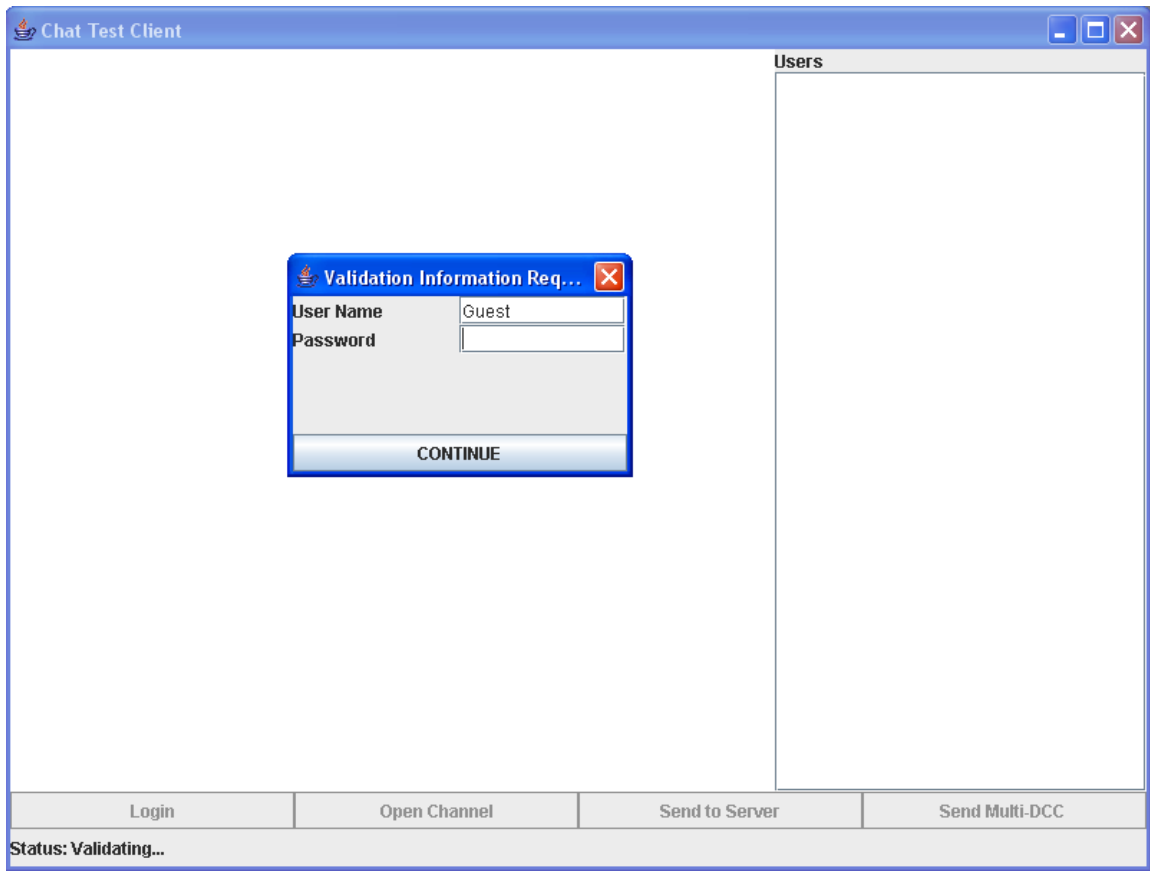 Chat Test Client
Users
Validation Information Req...
User Name Guest
Password
CONTINUE
Login Open Channel Send to Server Send Multi-DCC
Status: Validating...